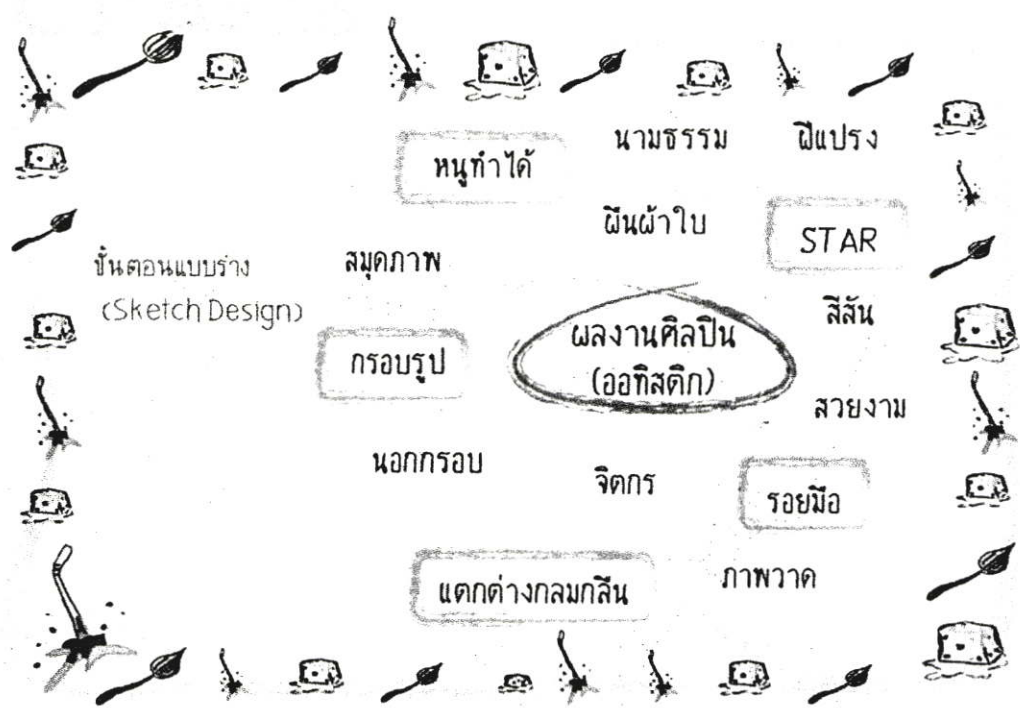 นามธรรม
ฝีแปรง
หนูทำได้
ผืนผ้าใบ
STAR
สมุดภาพ
ขั้นตอนแบบร่าง
(Sketch Design)
สีสัน
ผลงานศิลปิน
(ออทิสติก)
กรอบรูป
สวยงาม
นอกกรอบ
จิตกร
รอยมือ
ภาพวาด
แตกต่างกลมกลืน